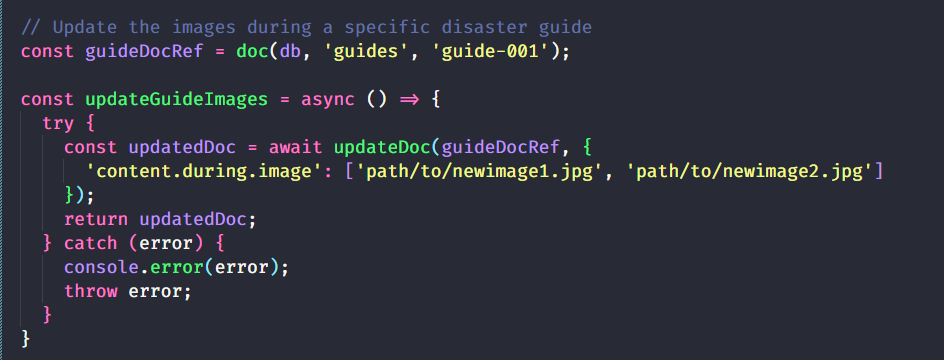 // Update the images during a specific disaster guide
const guideDocRef = doc(db, 'guides', 'guide-001');
const updateGuideImages = async () => {
try {
const updatedDoc = await updateDoc(guideDocRef, {
'content.during.image': ['path/to/newimage1.jpg', 'path/to/newimage2.jpg']
});
return updatedDoc;
} catch (error) {
console.error(error);
throw error;
}
}